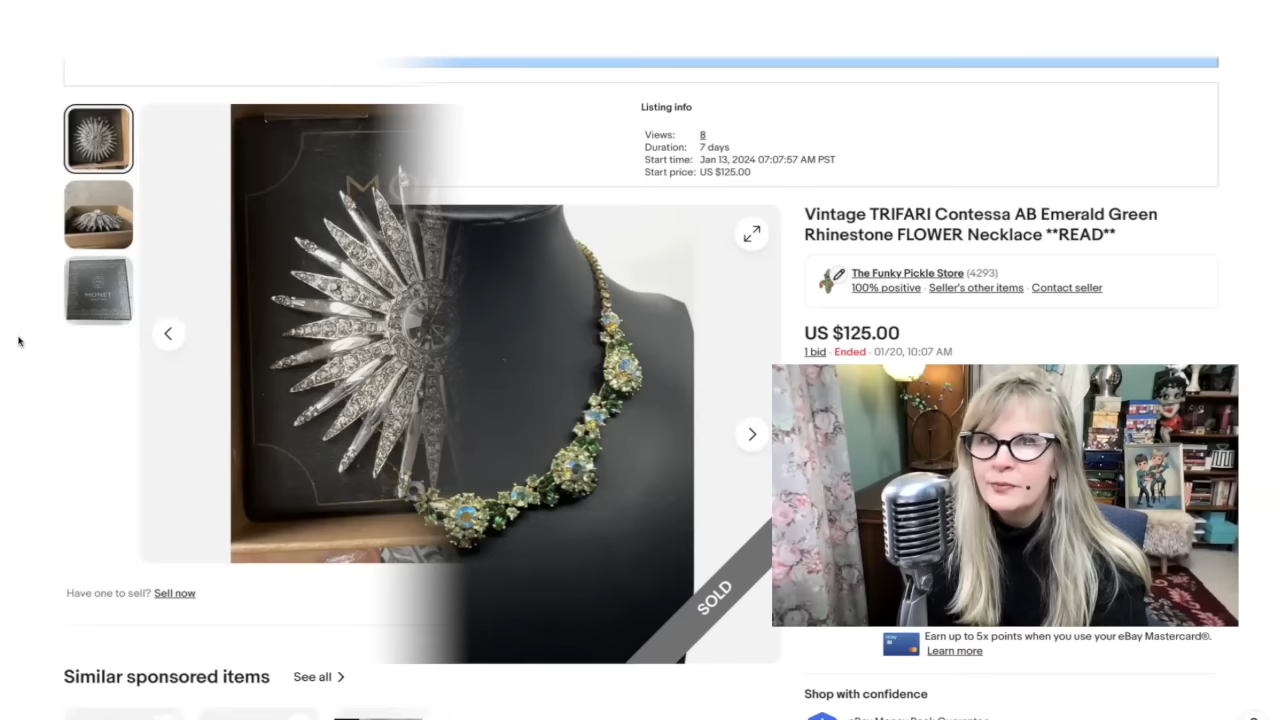 Listing info
Views: 8
Duration: 7 days
Start time: Jan 13, 2024 07:07:57 AM PST
Start price: US $125.00
Vintage TRIFARI Contessa AB Emerald Green
Rhinestone FLOWER Necklace **READ**
The Funky Pickle Store (4293)
100% positive · Seller's other items · Contact seller
US $125.00
1 bid · Ended · 01/20, 10:07 AM
MONET
SOLD
Have one to sell? Sell now
Earn up to 5x points when you use your eBay Mastercard®.
Learn more
Similar sponsored items See all
Shop with confidence